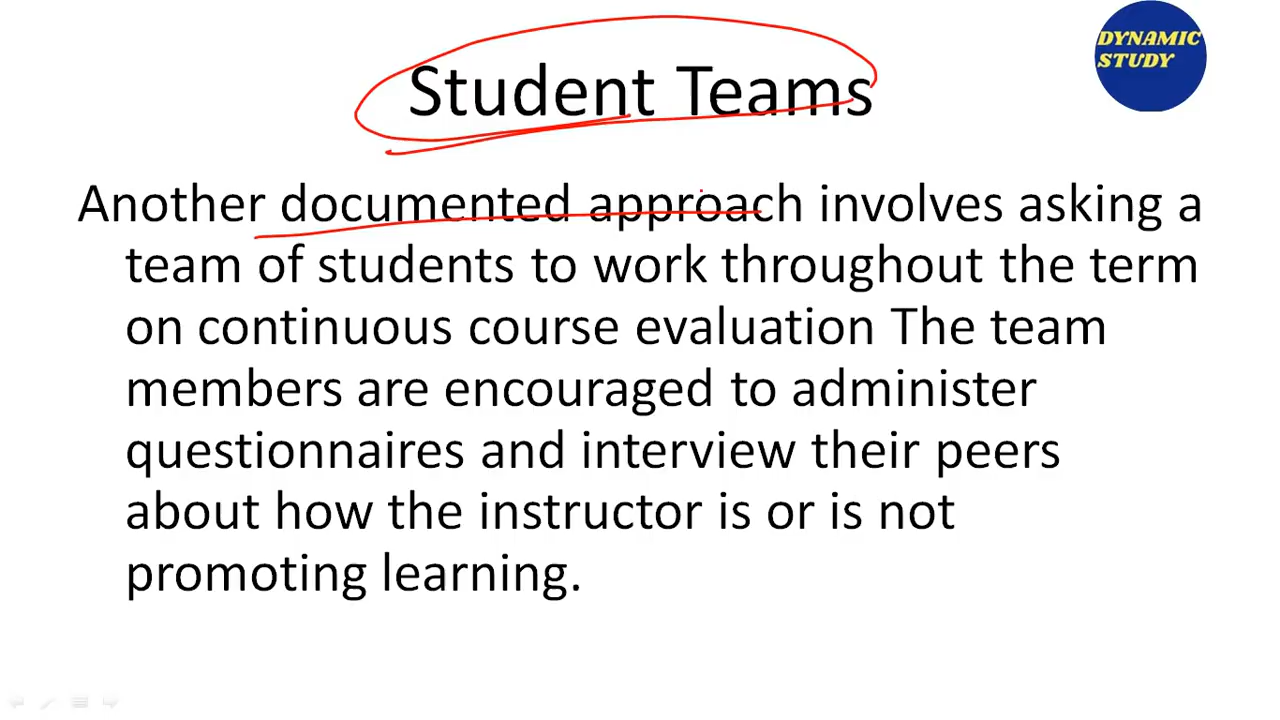 DYNAMIC
STUDY
Student Teams
Another documented approach involves asking a
team of students to work throughout the term
on continuous course evaluation The team
members are encouraged to administer
questionnaires and interview their peers
about how the instructor is or is not
promoting learning.